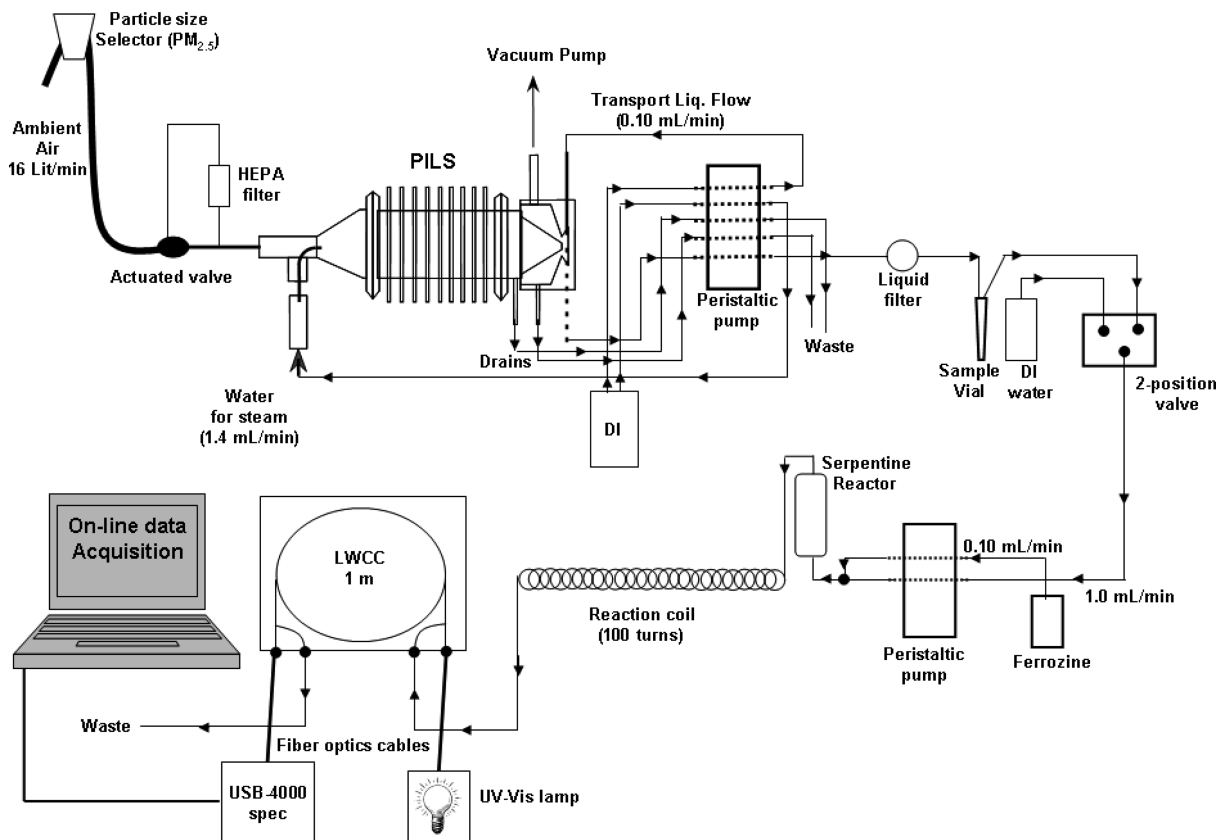 Particle size
Selector (PM2.5)
Vacuum Pump
Transport Liq. Flow
(0.10 mL/min)
Ambient
Air
16 Lit/min
HEPA
filter
PILS
Actuated valve
Peristaltic
pump
Liquid
filter
Drains
Waste
Sample
Vial
DI
water
2-position
valve
Water
for steam
(1.4 mL/min)
DI
Serpentine
Reactor
On-line data
Acquisition
LWCC
1 m
0.10 mL/min
1.0 mL/min
Reaction coil
(100 turns)
Peristaltic
pump
Ferrozine
Waste
Fiber optics cables
USB-4000
spec
UV-Vis lamp